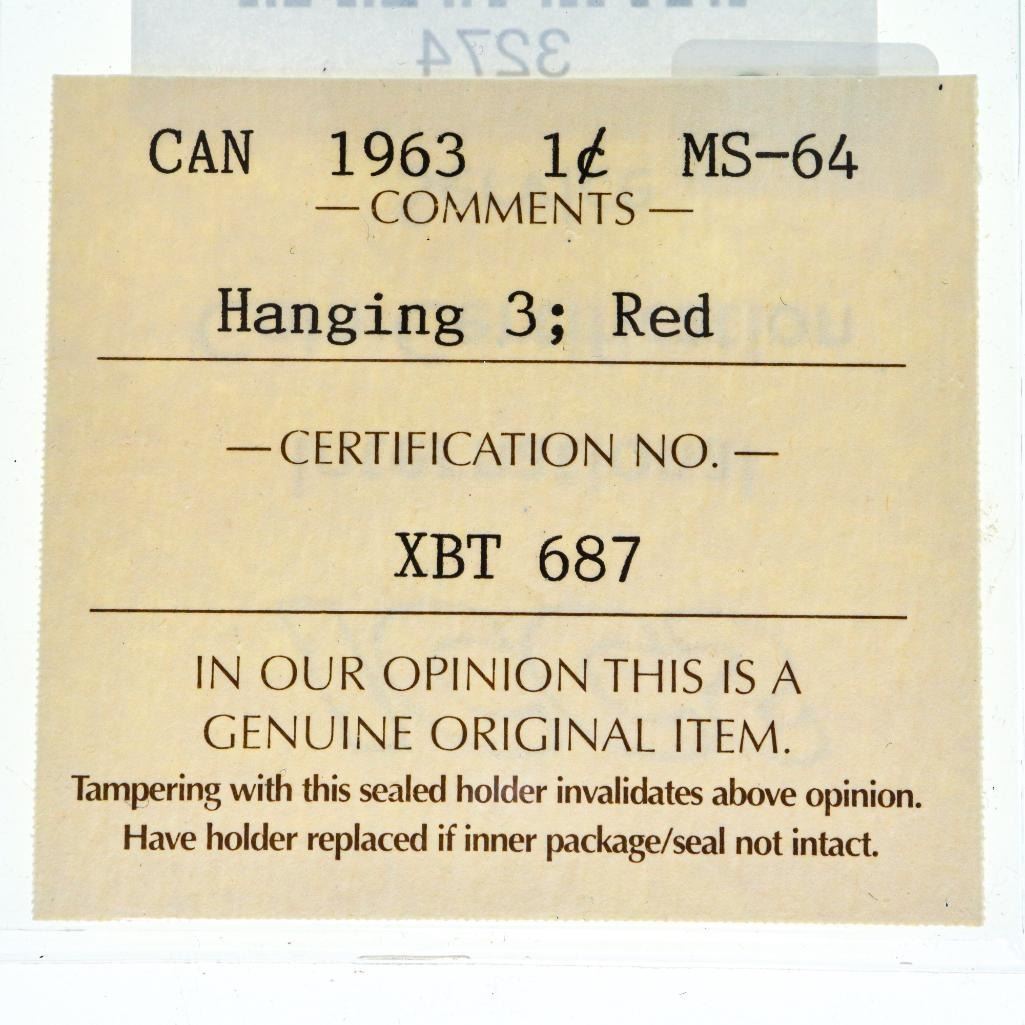 3274
CAN 1963 1¢ MS-64
— COMMENTS —
Hanging 3; Red
— CERTIFICATION NO. —
XBT 687
IN OUR OPINION THIS IS A
GENUINE ORIGINAL ITEM.
Tampering with this sealed holder invalidates above opinion.
Have holder replaced if inner package/seal not intact.